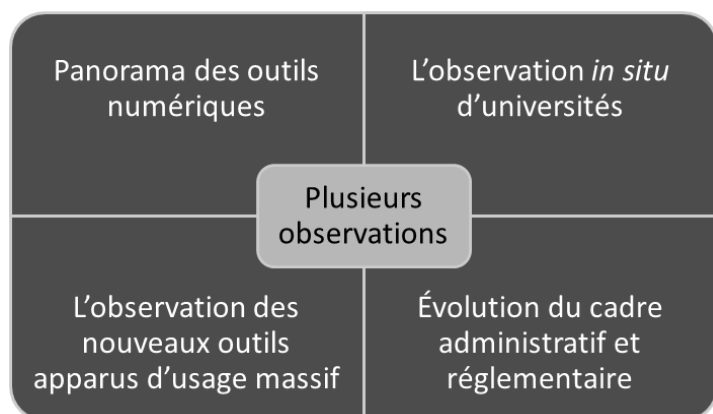 Panorama des outils
numériques
L’observation in situ
d’universités
Plusieurs
observations
L’observation des
nouveaux outils
apparus d’usage massif
Évolution du cadre
administratif et
réglementaire